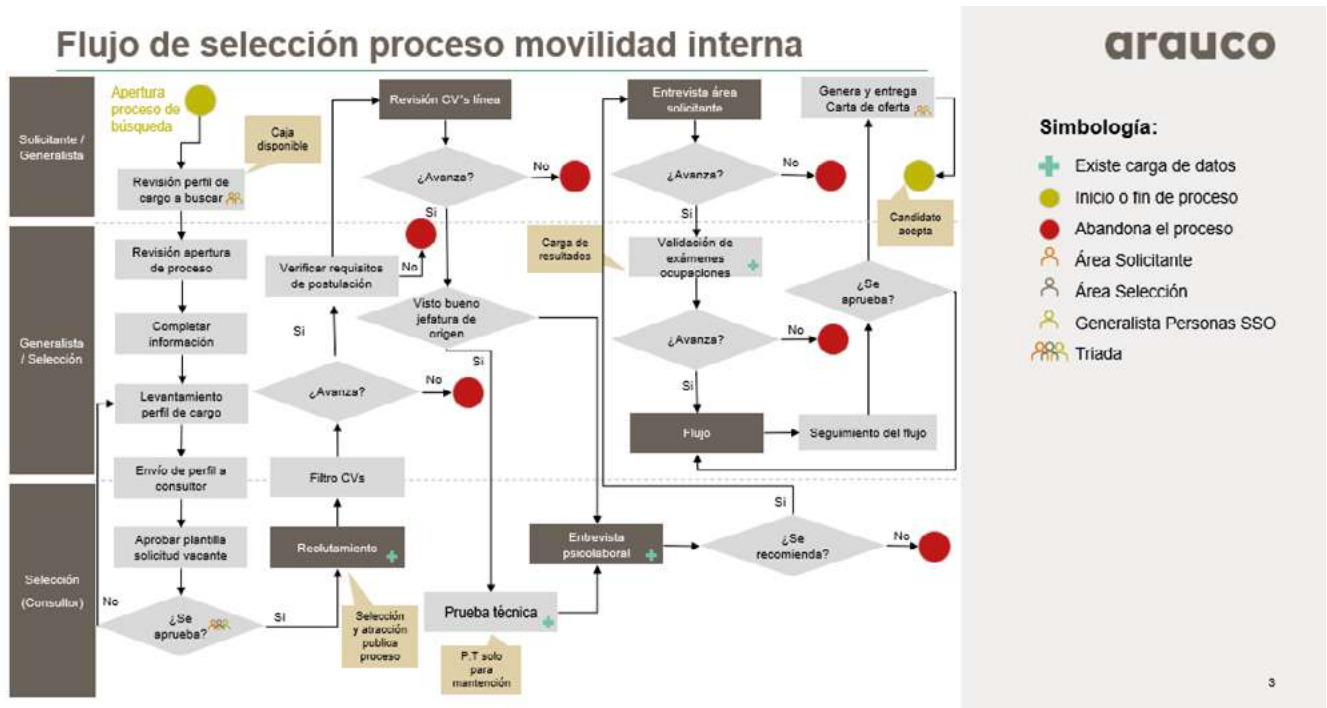 Flujo de selección proceso movilidad interna
arauco
Solicitante /
Generalista
Generalista
/ Selección
Selección
(Consultor)
Apertura
proceso de
búsqueda
Caja
disponible
Revisión perfil de
cargo a buscar
Revisión apertura
de proceso
Completar
información
Levantamiento
perfil de cargo
Envío de perfil a
consultor
Aprobar plantilla
solicitud vacante
¿Se
aprueba?
No
Si
Reclutamiento
Selección
y atracción
publica
proceso
Filtro CVs
¿Avanza?
No
Si
Verificar requisitos
de postulación
No
Revisión CV's línea
¿Avanza?
No
Si
Visto bueno
jefatura de
origen
Si
Prueba técnica
P.T solo
para
mantención
Entrevista
psicolaboral
¿Se
recomienda?
No
Si
Entrevista área
solicitante
¿Avanza?
No
Si
Carga de
resultados
Validación de
exámenes
ocupaciones
¿Avanza?
No
Si
Flujo
Seguimiento del flujo
¿Se
aprueba?
Genera y entrega
Carta de oferta
Candidato
acepta
Simbología:
Existe carga de datos
Inicio o fin de proceso
Abandona el proceso
Área Solicitante
Área Selección
Generalista Personas SSO
Triada
3